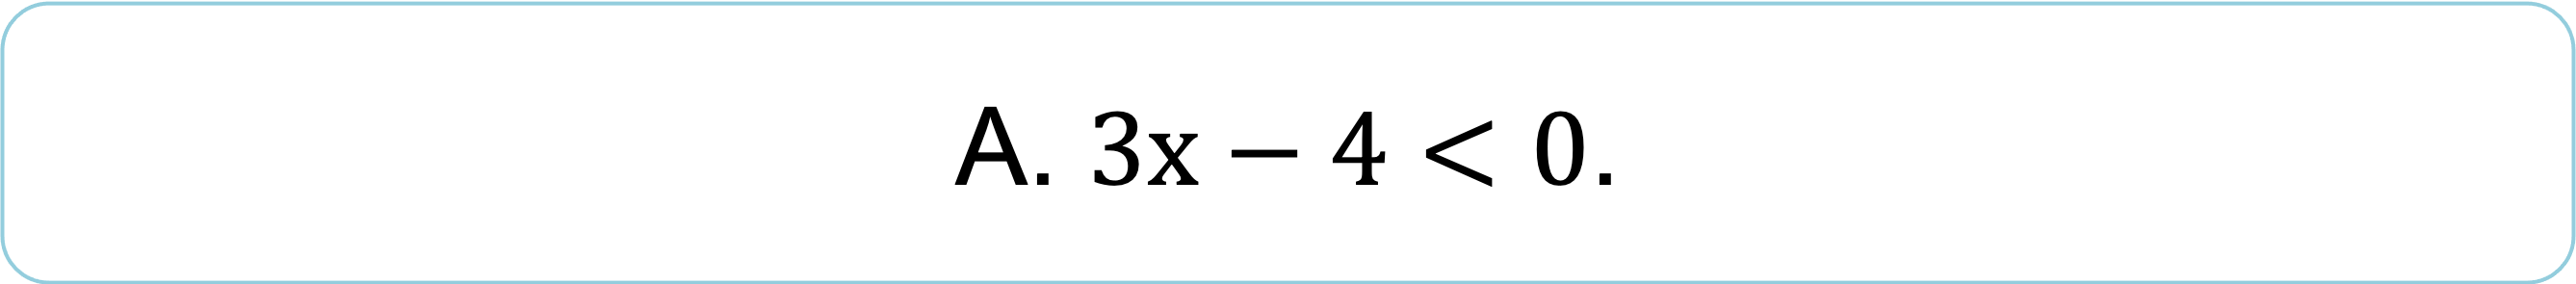 A. 3x − 4 < 0.